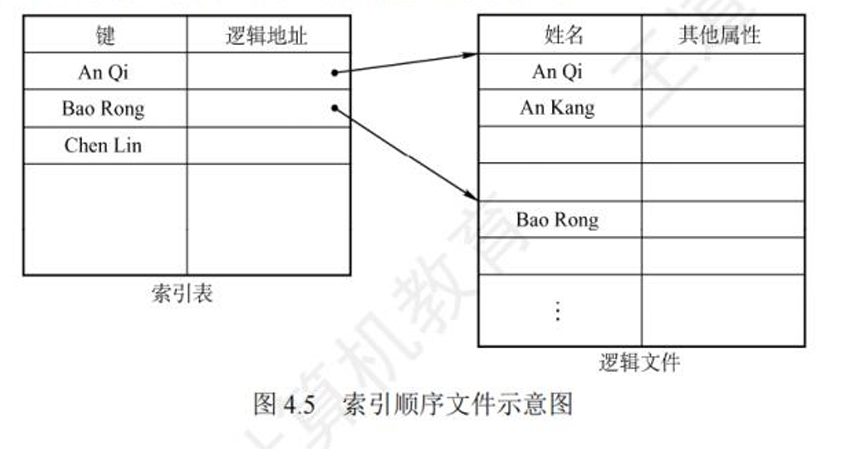 键 逻辑地址
An Qi
Bao Rong
Chen Lin
索引表
姓名 其他属性
An Qi
An Kang
Bao Rong
⋮
逻辑文件
图 4.5 索引顺序文件示意图
计算机教育
王道